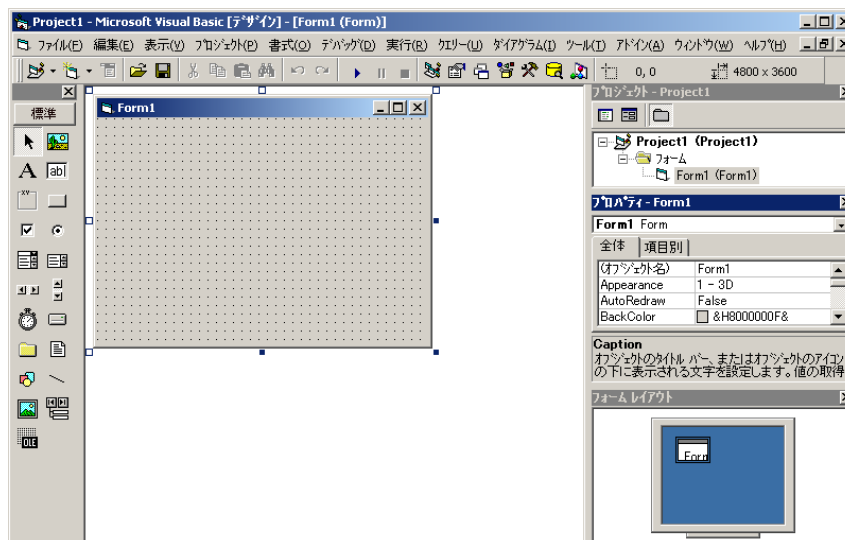 Project1 - Microsoft Visual Basic [ﾃﾞｻﾞｲﾝ] - [Form1 (Form)]
ﾌｧｲﾙ(F) 編集(E) 表示(V) ﾌﾟﾛｼﾞｪｸﾄ(P) 書式(O) ﾃﾞﾊﾞｯｸﾞ(D) 実行(R) ｸｴﾘｰ(U) ﾀﾞｲｱｸﾞﾗﾑ(I) ﾂｰﾙ(T) ｱﾄﾞｲﾝ(A) ｳｨﾝﾄﾞｳ(W) ﾍﾙﾌﾟ(H)
0, 0 4800 x 3600
標準
A ab|
XY
OLE
Form1
ﾌﾟﾛｼﾞｪｸﾄ - Project1
Project1 (Project1)
ﾌｫｰﾑ
Form1 (Form1)
ﾌﾟﾛﾊﾟﾃｨ - Form1
Form1 Form
全体 項目別
(ｵﾌﾞｼﾞｪｸﾄ名) Form1
Appearance 1 - 3D
AutoRedraw False
BackColor &H8000000F&
Caption
ｵﾌﾞｼﾞｪｸﾄのﾀｲﾄﾙ ﾊﾞｰ、またはｵﾌﾞｼﾞｪｸﾄのｱｲｺﾝ
の下に表示される文字を設定します。値の取得
ﾌｫｰﾑ ﾚｲｱｳﾄ
Form